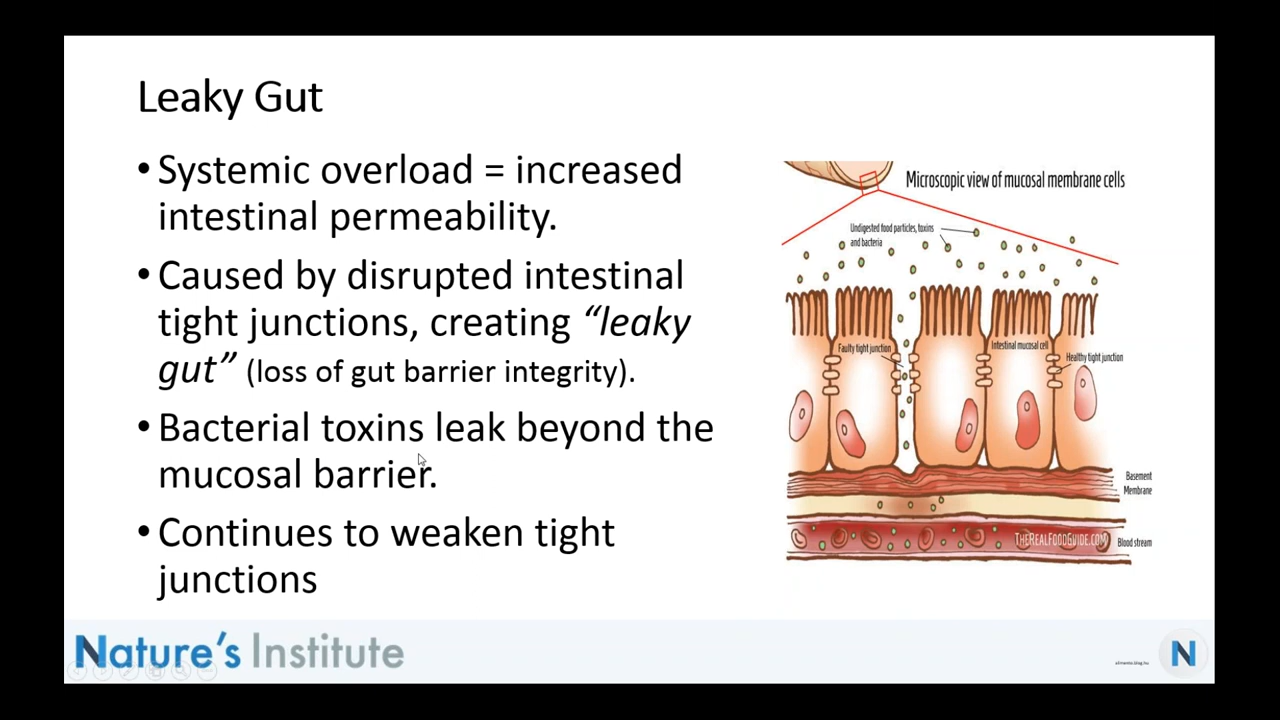 Leaky Gut
• Systemic overload = increased
intestinal permeability.
• Caused by disrupted intestinal
tight junctions, creating “leaky
gut” (loss of gut barrier integrity).
• Bacterial toxins leak beyond the
mucosal barrier.
• Continues to weaken tight
junctions
Microscopic view of mucosal membrane cells
Undigested food particles, toxins
and bacteria
Faulty tight junction
Intestinal mucosal cell
Healthy tight junction
Basement
Membrane
Blood stream
THEREALFOODGUIDE.COM
Nature's Institute
N